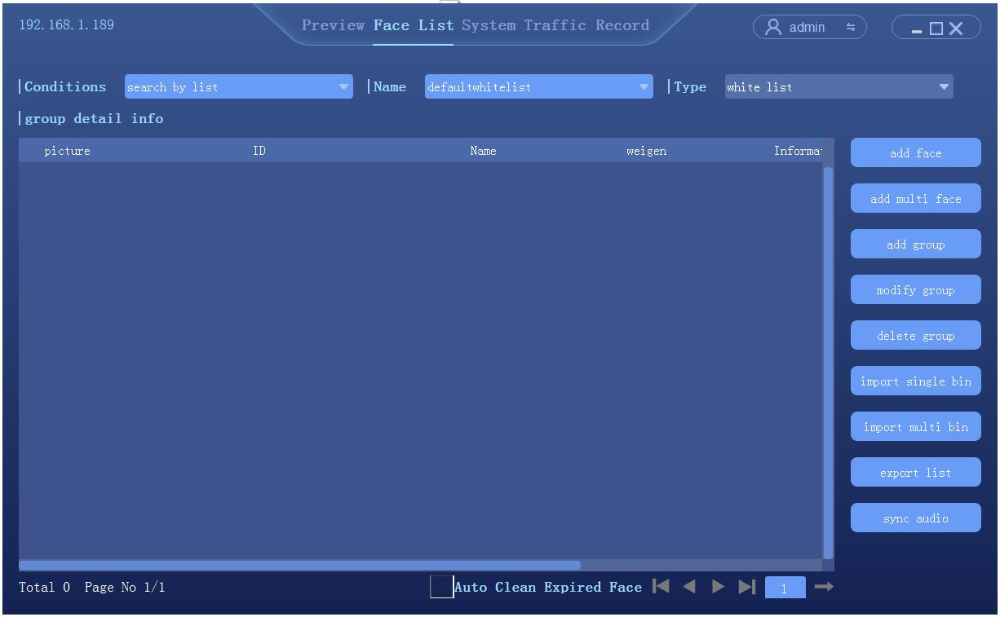 192.168.1.189 Preview Face List System Traffic Record admin
Conditions search by list Name defaultwhitelist Type white list
group detail info
picture ID Name weigen Informa
add face
add multi face
add group
modify group
delete group
import single bin
import multi bin
export list
sync audio
Total 0 Page No 1/1 Auto Clean Expired Face 1